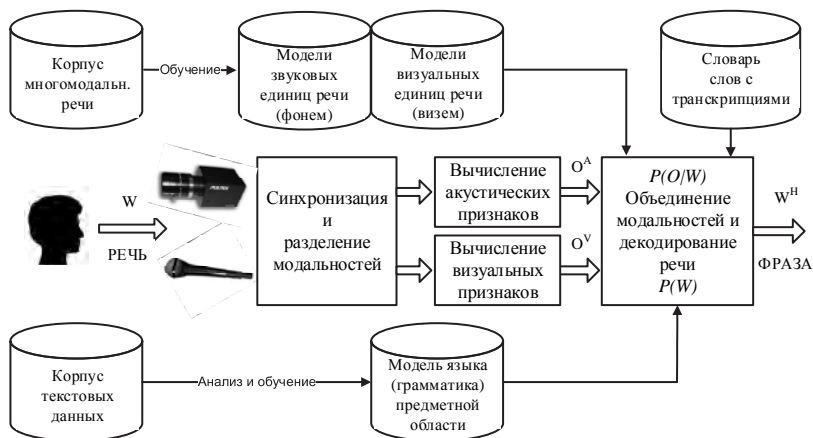 Корпус
многомодальн.
речи
Обучение
Модели
звуковых
единиц речи
(фонем)
Модели
визуальных
единиц речи
(визем)
Словарь
слов с
транскрипциями
W
РЕЧЬ
Синхронизация
и
разделение
модальностей
Вычисление
акустических
признаков
O^A
Вычисление
визуальных
признаков
O^V
P(O/W)
Объединение
модальностей и
декодирование
речи
P(W)
W^H
ФРАЗА
Корпус
текстовых
данных
Анализ и обучение
Модель языка
(грамматика)
предметной
области